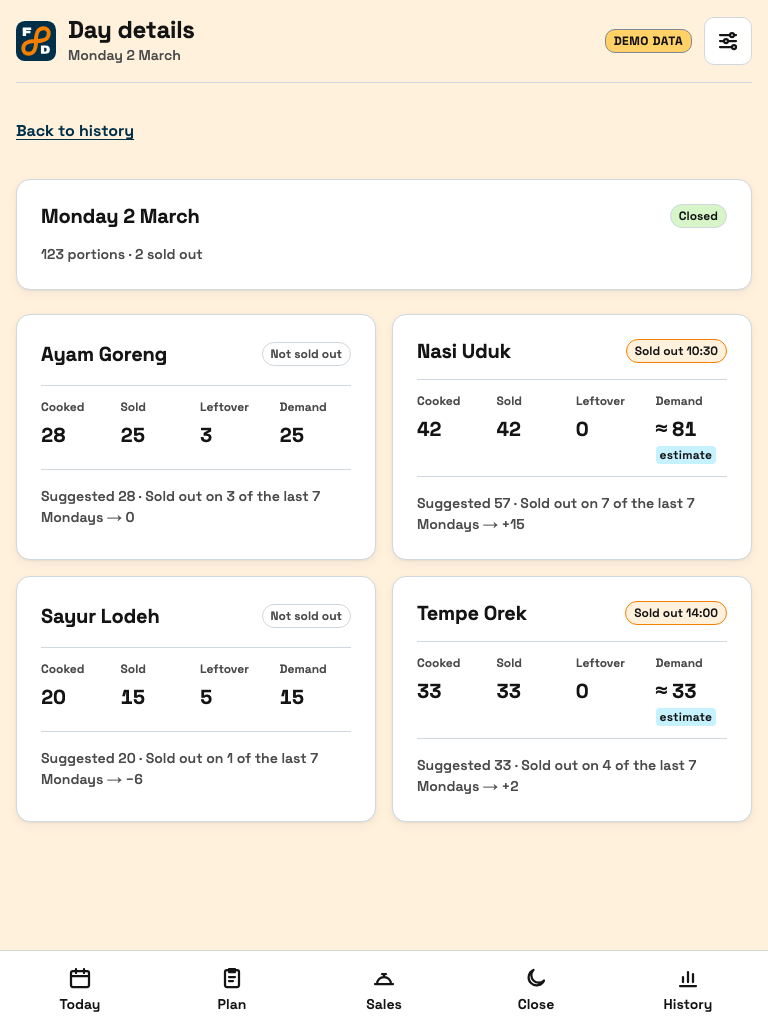 F
D
Day details
Monday 2 March
DEMO DATA
Back to history
Monday 2 March
Closed
123 portions · 2 sold out
Ayam Goreng
Not sold out
Cooked Sold Leftover Demand
28 25 3 25
Suggested 28 · Sold out on 3 of the last 7
Mondays → 0
Nasi Uduk
Sold out 10:30
Cooked Sold Leftover Demand
42 42 0 ≈ 81
estimate
Suggested 57 · Sold out on 7 of the last 7
Mondays → +15
Sayur Lodeh
Not sold out
Cooked Sold Leftover Demand
20 15 5 15
Suggested 20 · Sold out on 1 of the last 7
Mondays → −6
Tempe Orek
Sold out 14:00
Cooked Sold Leftover Demand
33 33 0 ≈ 33
estimate
Suggested 33 · Sold out on 4 of the last 7
Mondays → +2
Today Plan Sales Close History